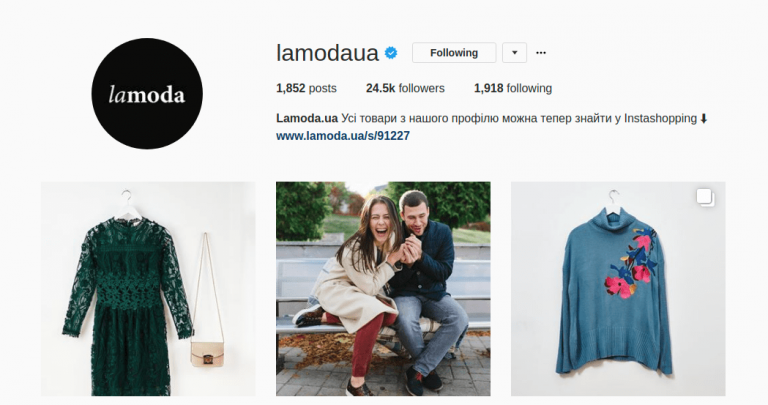 lamoda
lamodaua Following
1,852 posts 24.5k followers 1,918 following
Lamoda.ua Усі товари з нашого профілю можна тепер знайти у Instashopping
www.lamoda.ua/s/91227